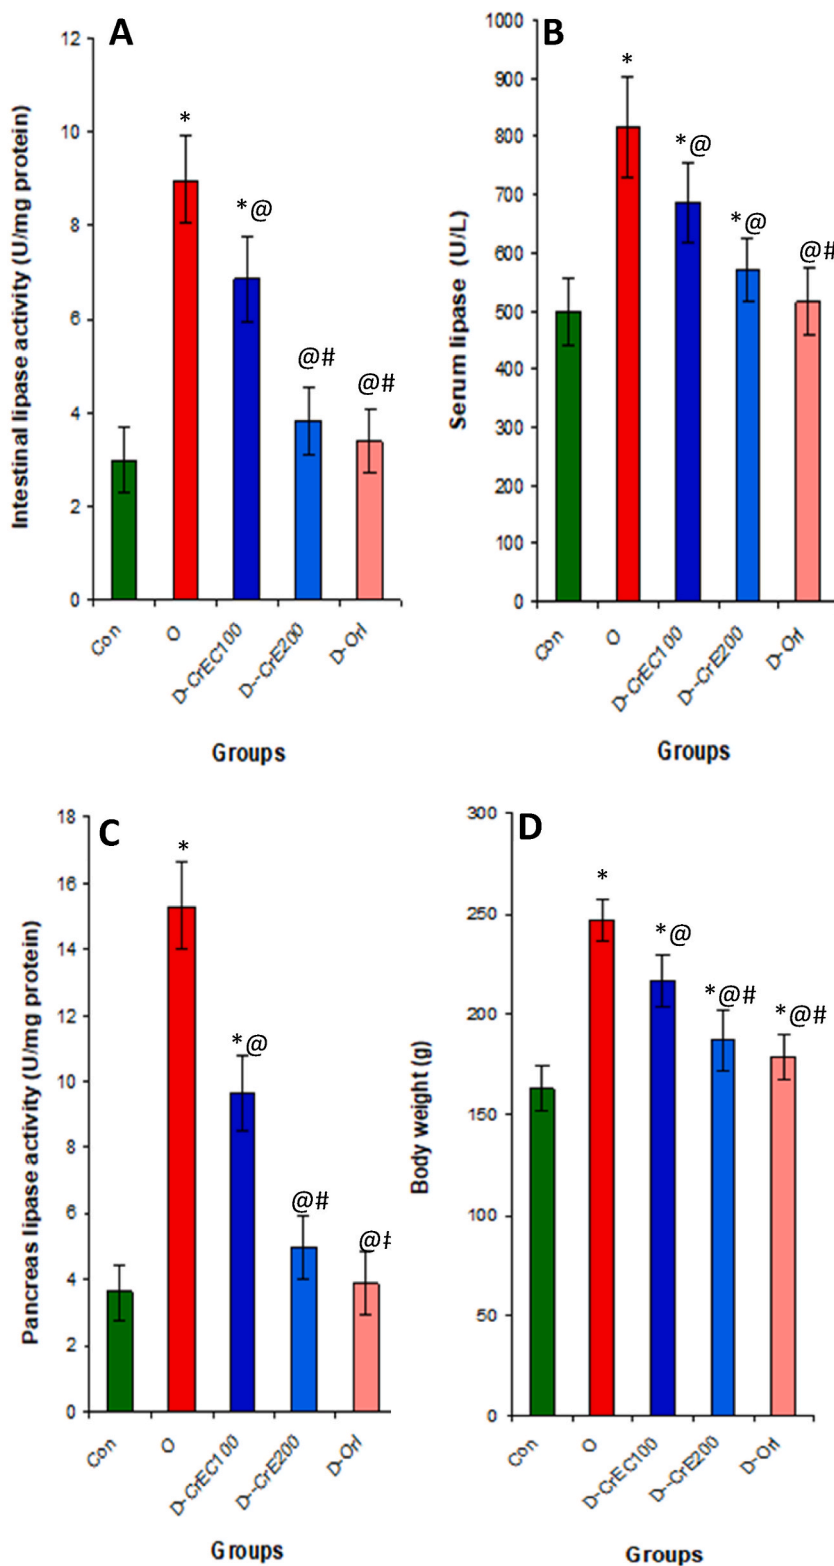 A
Intestinal lipase activity (U/mg protein)
12
10
8
6
4
2
0
*
*@
@#
@#
Con
O
D-CrEC100
D--CrE200
D-Orl
Groups
B
Serum lipase (U/L)
1000
900
800
700
600
500
400
300
200
100
0
*
*@
*@
@#
Con
O
D-CrEC100
D--CrE200
D-Orl
Groups
C
Pancreas lipase activity (U/mg protein)
18
16
14
12
10
8
6
4
2
0
*
*@
@#
@#
Con
O
D-CrEC100
D--CrE200
D-Orl
Groups
D
Body weight (g)
300
250
200
150
100
50
0
*
*@
*@#
*@#
Con
O
D-CrEC100
D--CrE200
D-Orl
Groups